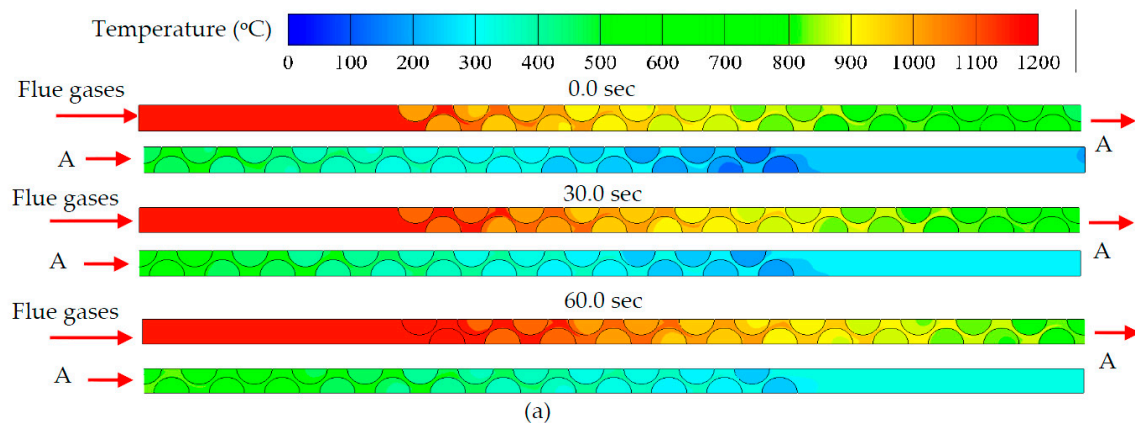 Temperature (°C)
0 100 200 300 400 500 600 700 800 900 1000 1100 1200
Flue gases
0.0 sec
A
A
Flue gases
30.0 sec
A
A
Flue gases
60.0 sec
A
A
(a)